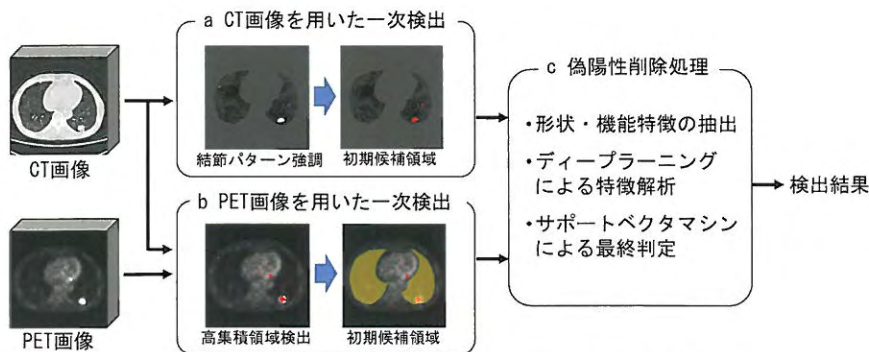 a CT画像を用いた一次検出
結節パターン強調
初期候補領域
CT画像
b PET画像を用いた一次検出
高集積領域検出
初期候補領域
PET画像
c 偽陽性削除処理
・形状・機能特徴の抽出
・ディープラーニング
による特徴解析
・サポートベクタマシン
による最終判定
検出結果